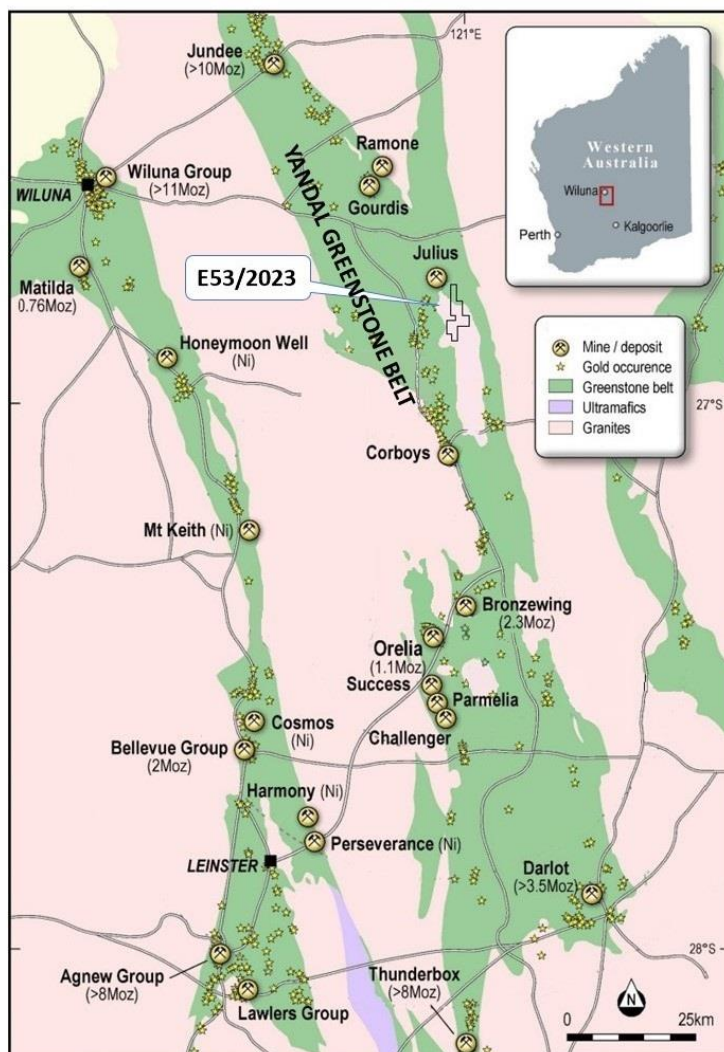 121°E
Jundee
(>10Moz)
Ramone
Wiluna Group
(>11Moz)
WILUNA
Gourdis
YANDAL GREENSTONE BELT
Julius
E53/2023
Matilda
0.76Moz)
Honeymoon Well
(Ni)
Corboys
Mt Keith (Ni)
Bronzewing
(2.3Moz)
Orelia
(1.1Moz)
Success
Parmelia
Challenger
Cosmos
(Ni)
Bellevue Group
(2Moz)
Harmony (Ni)
Perseverance (Ni)
LEINSTER
Darlot
(>3.5Moz)
Agnew Group
(>8Moz)
Lawlers Group
Thunderbox
(>8Moz)
Western
Australia
Wiluna
Kalgoorlie
Perth
Mine / deposit
Gold occurence
Greenstone belt
Ultramafics
Granites
27°S
28°S
N
0 25km